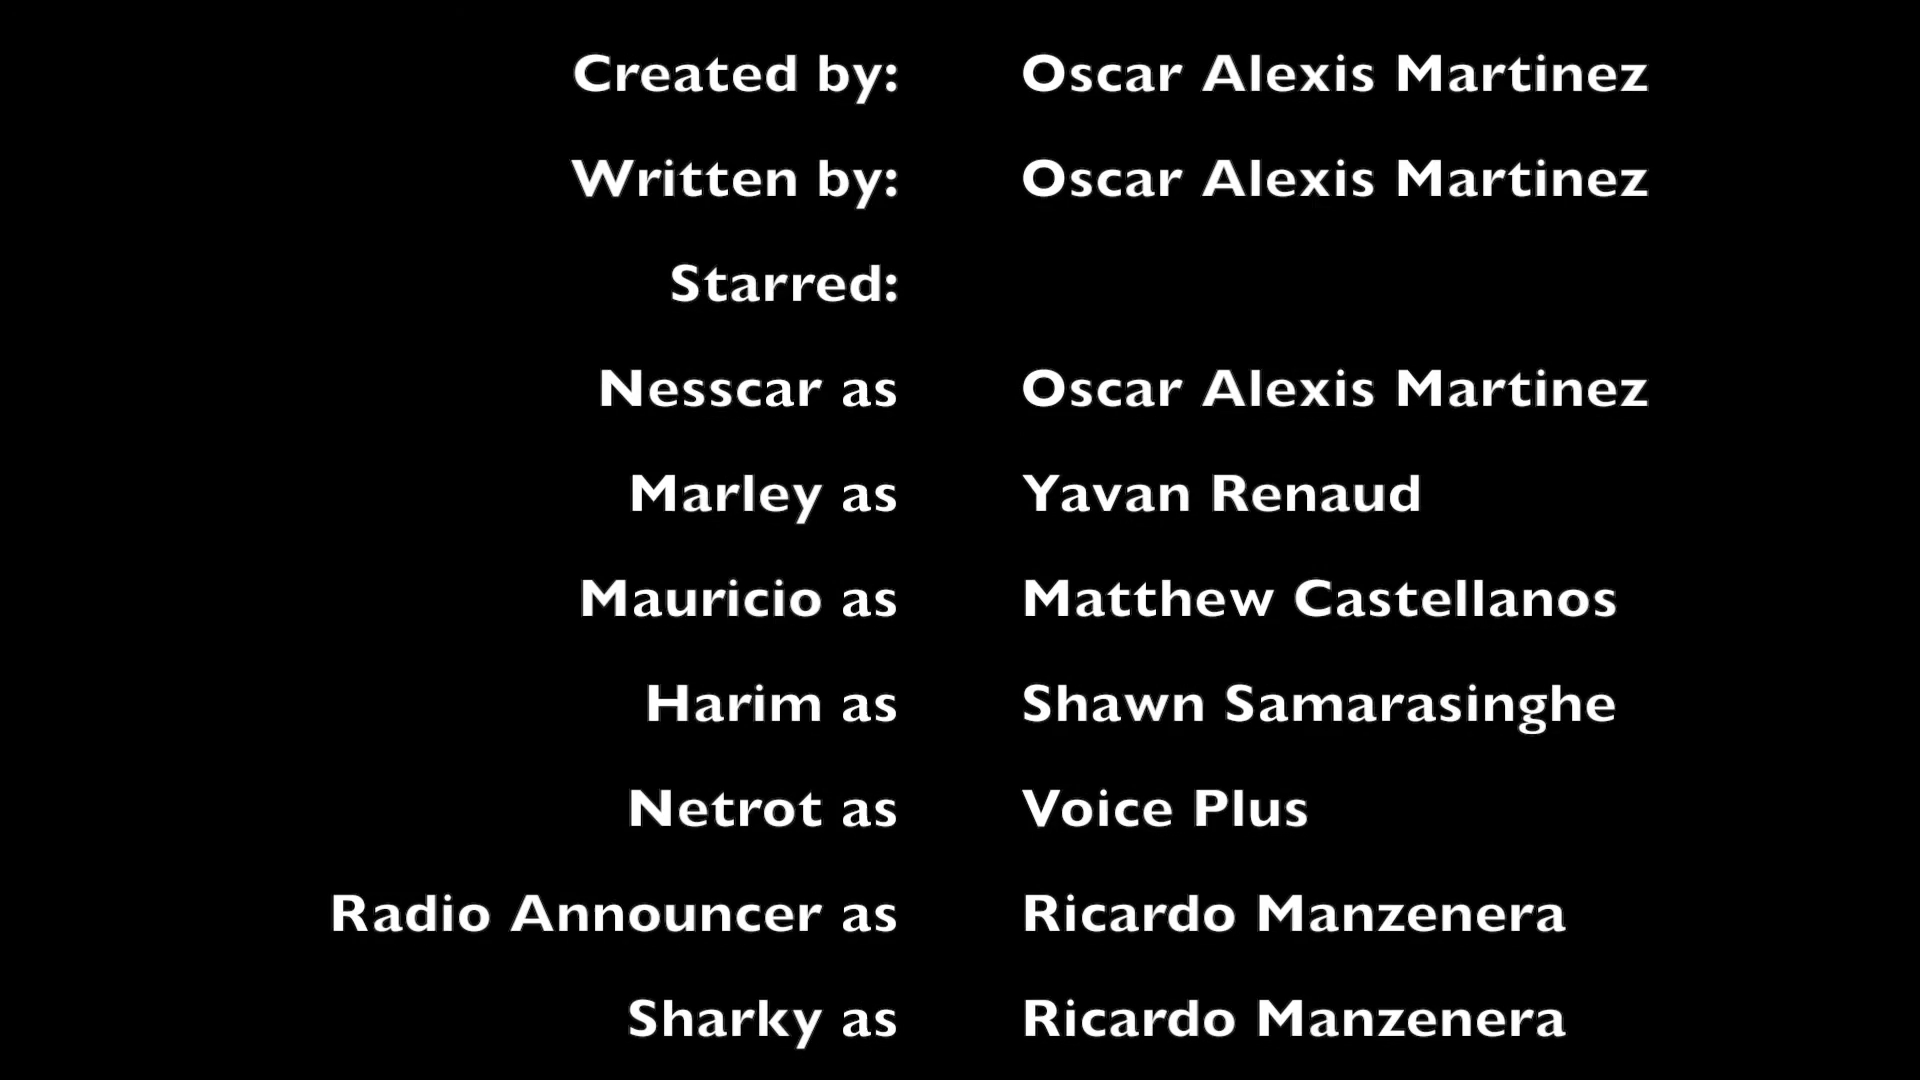 Created by: Oscar Alexis Martinez
Written by: Oscar Alexis Martinez
Starred:
Nesscar as Oscar Alexis Martinez
Marley as Yavan Renaud
Mauricio as Matthew Castellanos
Harim as Shawn Samarasinghe
Netrot as Voice Plus
Radio Announcer as Ricardo Manzenera
Sharky as Ricardo Manzenera